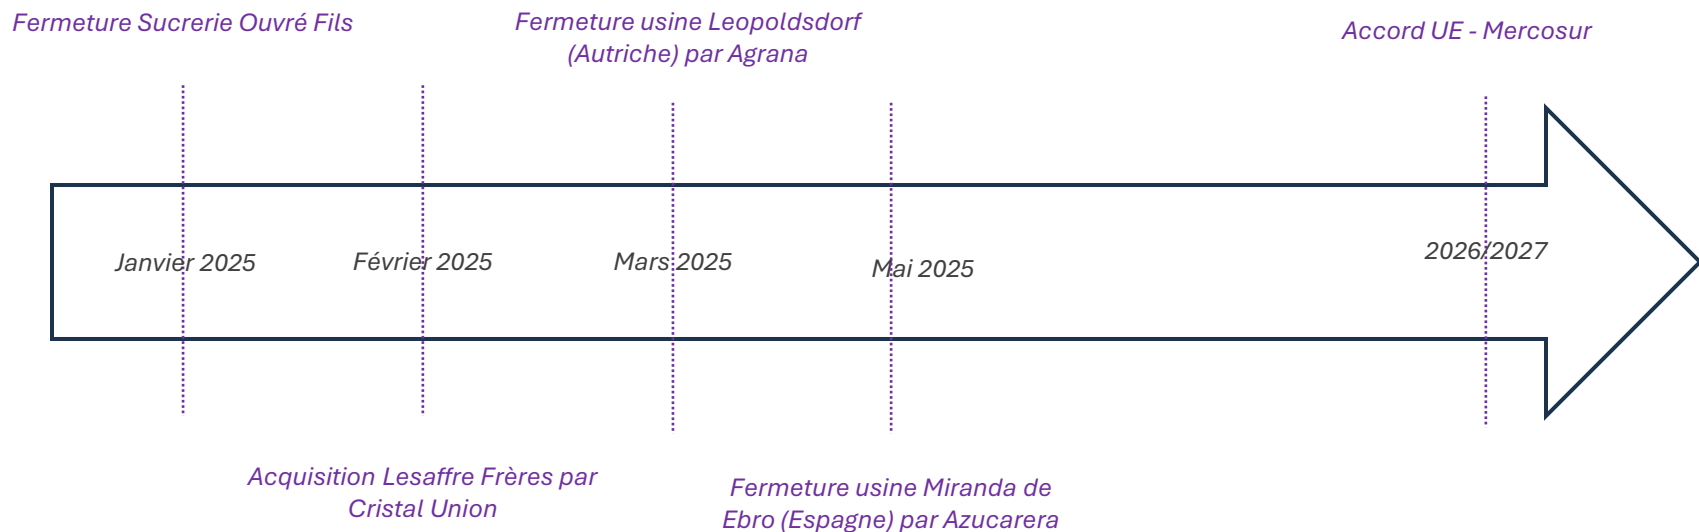 Fermeture Sucrerie Ouvré Fils
Fermeture usine Leopoldsdorf
(Autriche) par Agrana
Accord UE - Mercosur
Janvier 2025
Février 2025
Mars 2025
Mai 2025
2026/2027
Acquisition Lesaffre Frères par
Cristal Union
Fermeture usine Miranda de
Ebro (Espagne) par Azucarera